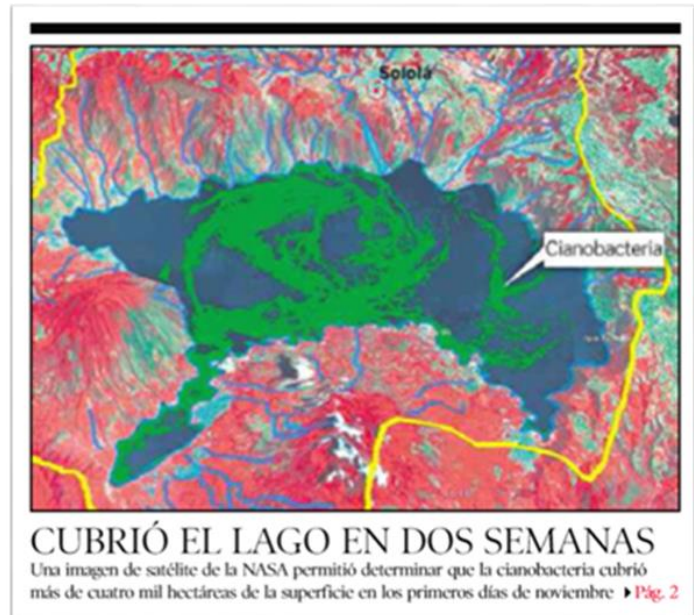 Sololá
Cianobacteria
CUBRIÓ EL LAGO EN DOS SEMANAS
Una imagen de satélite de la NASA permitió determinar que la cianobacteria cubrió
más de cuatro mil hectáreas de la superficie en los primeros días de noviembre ▸ Pág. 2